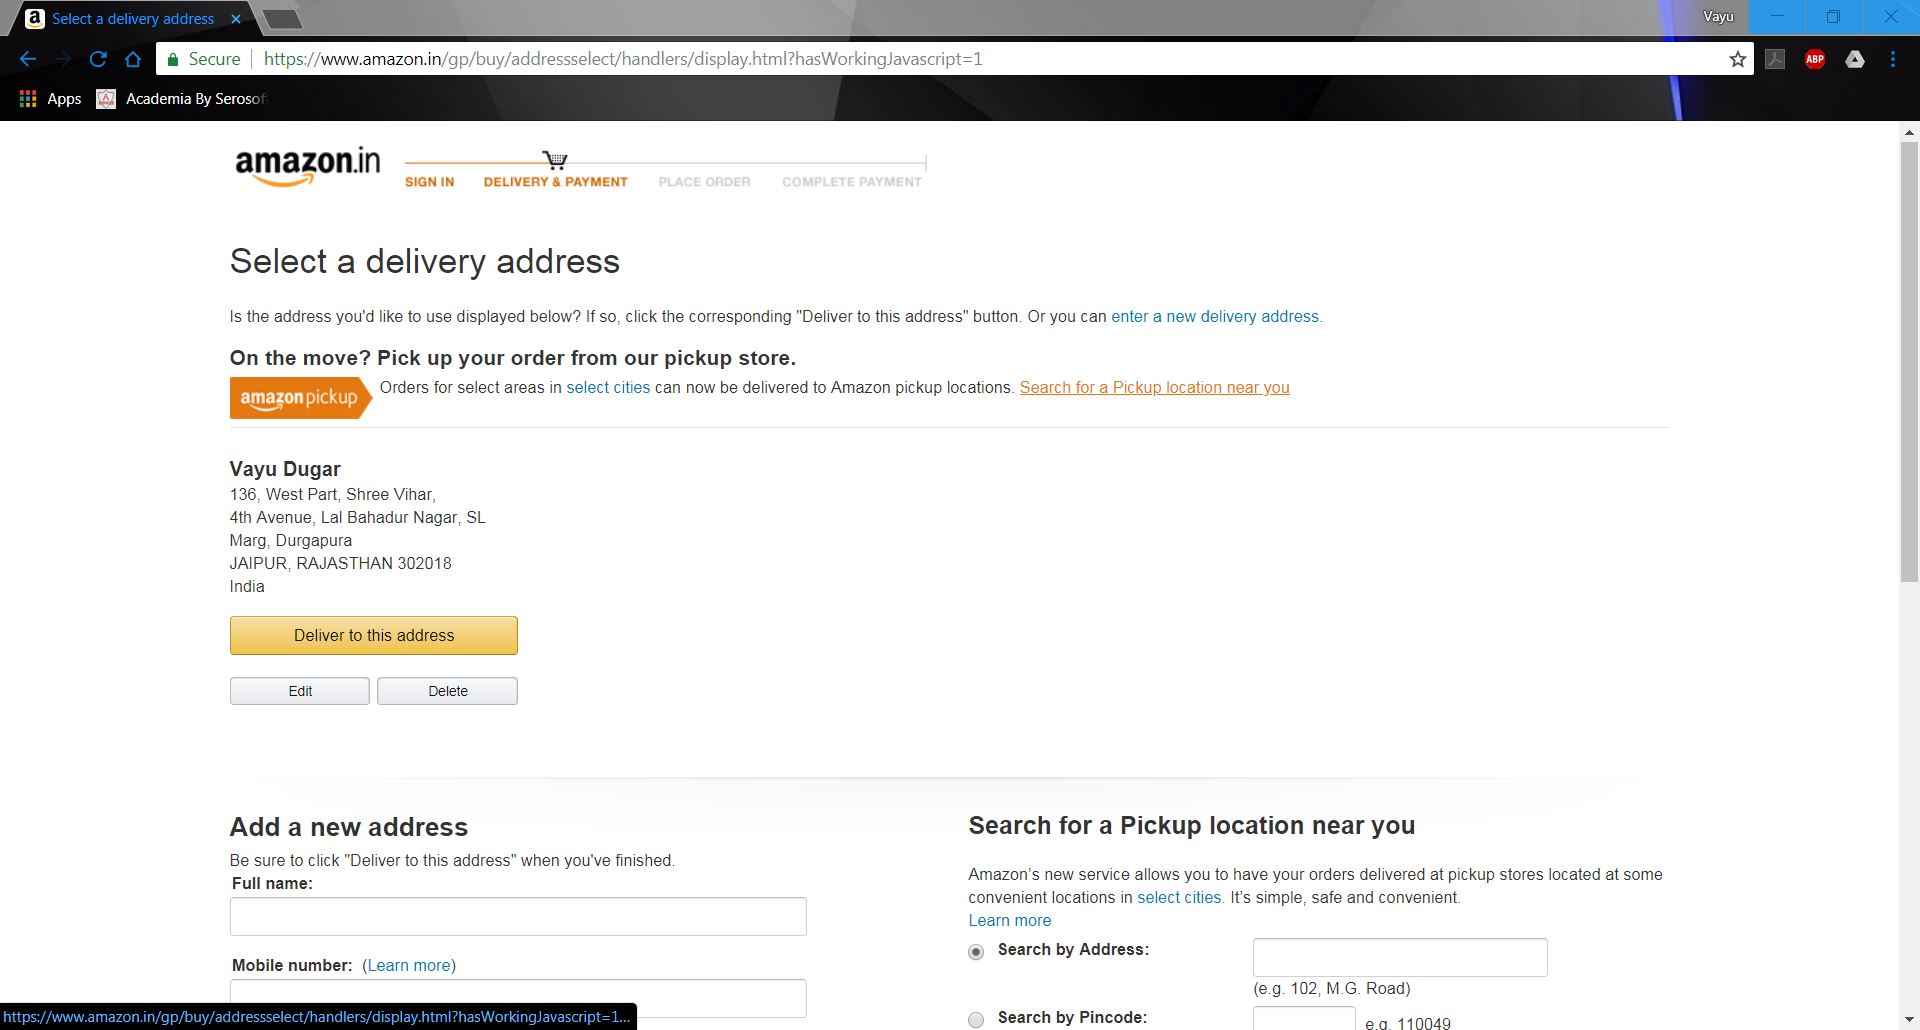 Select a delivery address
Vayu
Secure
https://www.amazon.in/gp/buy/addressselect/handlers/display.html?hasWorkingJavascript=1
ABP
Apps
Academia By Serosof
amazon.in
SIGN IN
DELIVERY & PAYMENT
PLACE ORDER
COMPLETE PAYMENT
Select a delivery address
Is the address you'd like to use displayed below? If so, click the corresponding "Deliver to this address" button. Or you can enter a new delivery address.
On the move? Pick up your order from our pickup store.
amazon pickup
Orders for select areas in select cities can now be delivered to Amazon pickup locations. Search for a Pickup location near you
Vayu Dugar
136, West Part, Shree Vihar,
4th Avenue, Lal Bahadur Nagar, SL
Marg, Durgapura
JAIPUR, RAJASTHAN 302018
India
Deliver to this address
Edit
Delete
Add a new address
Be sure to click "Deliver to this address" when you've finished.
Full name:
Mobile number: (Learn more)
Search for a Pickup location near you
Amazon’s new service allows you to have your orders delivered at pickup stores located at some
convenient locations in select cities. It’s simple, safe and convenient.
Learn more
Search by Address:
(e.g. 102, M.G. Road)
Search by Pincode:
e.g. 110049
https://www.amazon.in/gp/buy/addressselect/handlers/display.html?hasWorkingJavascript=1...